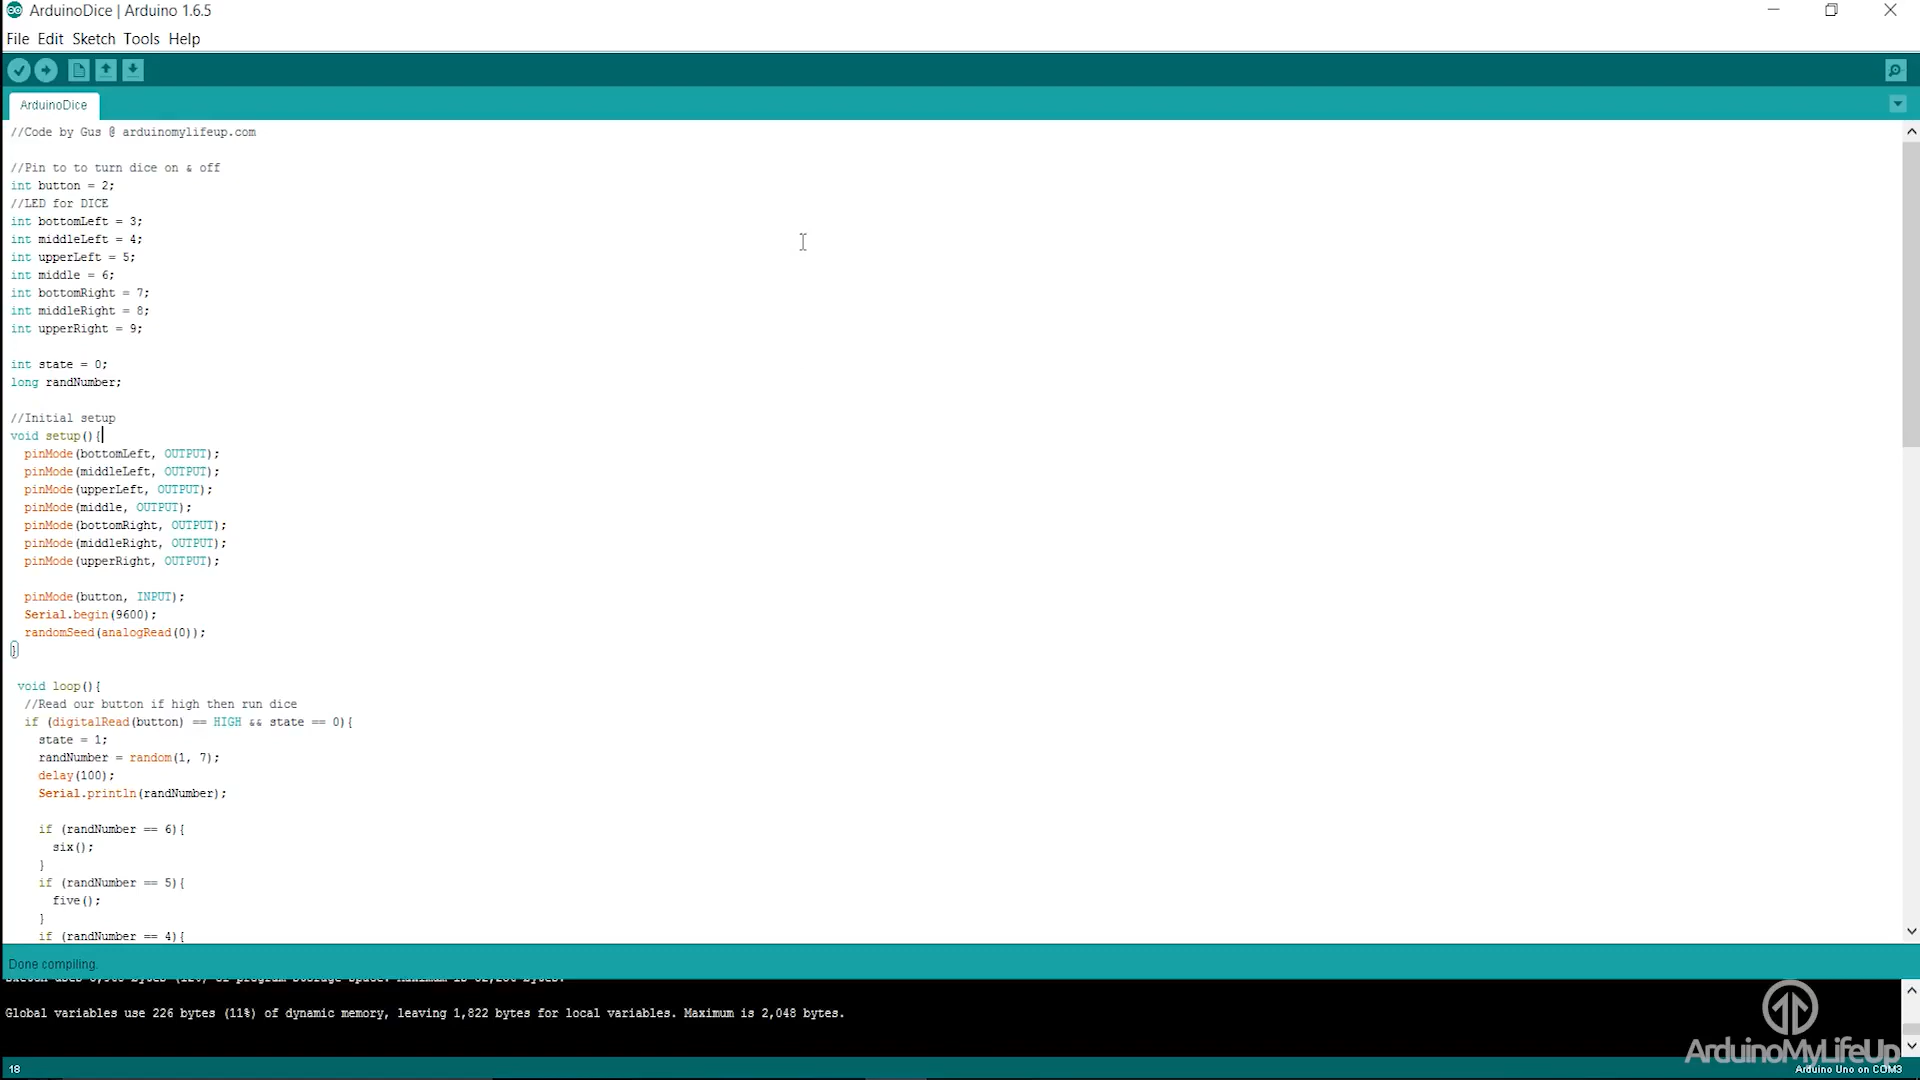 ArduinoDice | Arduino 1.6.5
File Edit Sketch Tools Help
ArduinoDice
//Code by Gus @ arduinomylifeup.com
//Pin to to turn dice on & off
int button = 2;
//LED for DICE
int bottomLeft = 3;
int middleLeft = 4;
int upperLeft = 5;
int middle = 6;
int bottomRight = 7;
int middleRight = 8;
int upperRight = 9;
int state = 0;
long randNumber;
//Initial setup
void setup(){
pinMode(bottomLeft, OUTPUT);
pinMode(middleLeft, OUTPUT);
pinMode(upperLeft, OUTPUT);
pinMode(middle, OUTPUT);
pinMode(bottomRight, OUTPUT);
pinMode(middleRight, OUTPUT);
pinMode(upperRight, OUTPUT);
pinMode(button, INPUT);
Serial.begin(9600);
randomSeed(analogRead(0));
}
void loop(){
//Read our button if high then run dice
if (digitalRead(button) == HIGH && state == 0){
state = 1;
randNumber = random(1, 7);
delay(100);
Serial.println(randNumber);
if (randNumber == 6){
six();
}
if (randNumber == 5){
five();
}
if (randNumber == 4){
Done compiling.
of program storage space. Maximum is bytes.
Global variables use 226 bytes (11%) of dynamic memory, leaving 1,822 bytes for local variables. Maximum is 2,048 bytes.
ArduinoMyLifeUp
18
Arduino Uno on COM3